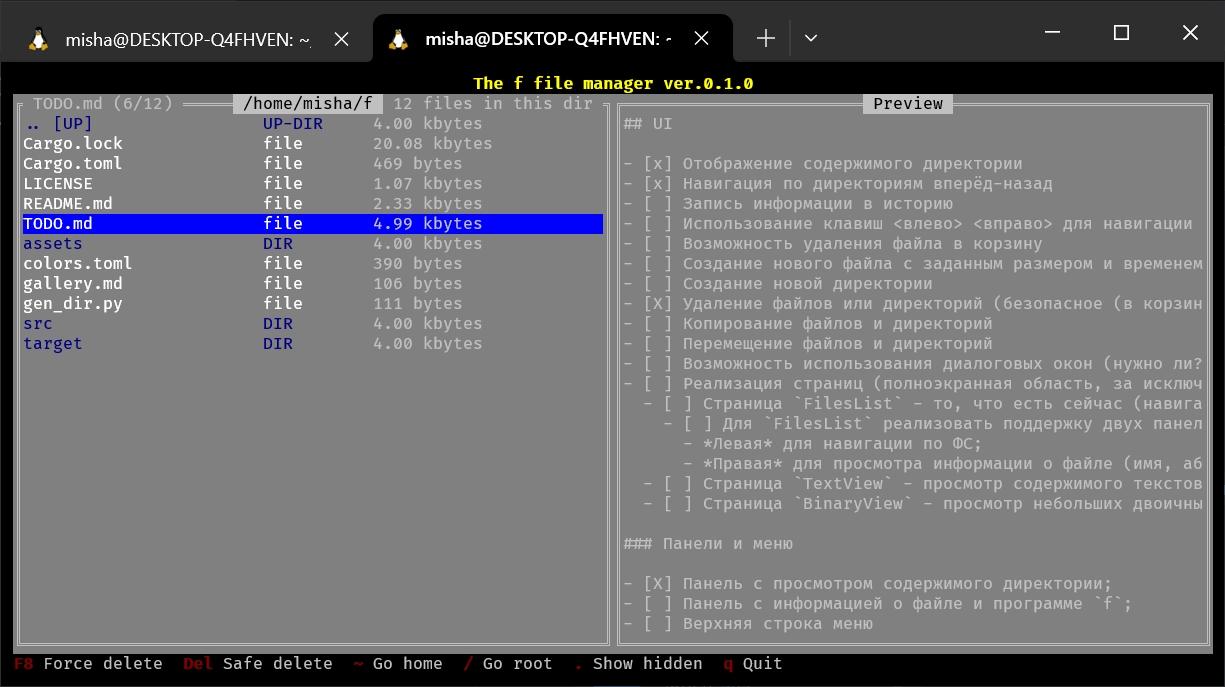 misha@DESKTOP-Q4FHVEN: ~
misha@DESKTOP-Q4FHVEN: ~
The f file manager ver.0.1.0
TODO.md (6/12) /home/misha/f 12 files in this dir
.. [UP] UP-DIR 4.00 kbytes
Cargo.lock file 20.08 kbytes
Cargo.toml file 469 bytes
LICENSE file 1.07 kbytes
README.md file 2.33 kbytes
TODO.md file 4.99 kbytes
assets DIR 4.00 kbytes
colors.toml file 390 bytes
gallery.md file 106 bytes
gen_dir.py file 111 bytes
src DIR 4.00 kbytes
target DIR 4.00 kbytes
Preview
## UI
- [x] Отображение содержимого директории
- [x] Навигация по директориям вперёд-назад
- [ ] Запись информации в историю
- [ ] Использование клавиш <влево> <вправо> для навигации
- [ ] Возможность удаления файла в корзину
- [ ] Создание нового файла с заданным размером и временем
- [ ] Создание новой директории
- [X] Удаление файлов или директорий (безопасное (в корзин
- [ ] Копирование файлов и директорий
- [ ] Перемещение файлов и директорий
- [ ] Возможность использования диалоговых окон (нужно ли?
- [ ] Реализация страниц (полноэкранная область, за исключ
- [ ] Страница `FilesList` - то, что есть сейчас (навига
- [ ] Для `FilesList` реализовать поддержку двух панел
- *Левая* для навигации по ФС;
- *Правая* для просмотра информации о файле (имя, аб
- [ ] Страница `TextView` - просмотр содержимого текстов
- [ ] Страница `BinaryView` - просмотр небольших двоичны
### Панели и меню
- [X] Панель с просмотром содержимого директории;
- [ ] Панель с информацией о файле и программе `f`;
- [ ] Верхняя строка меню
F8 Force delete Del Safe delete ~ Go home / Go root . Show hidden q Quit